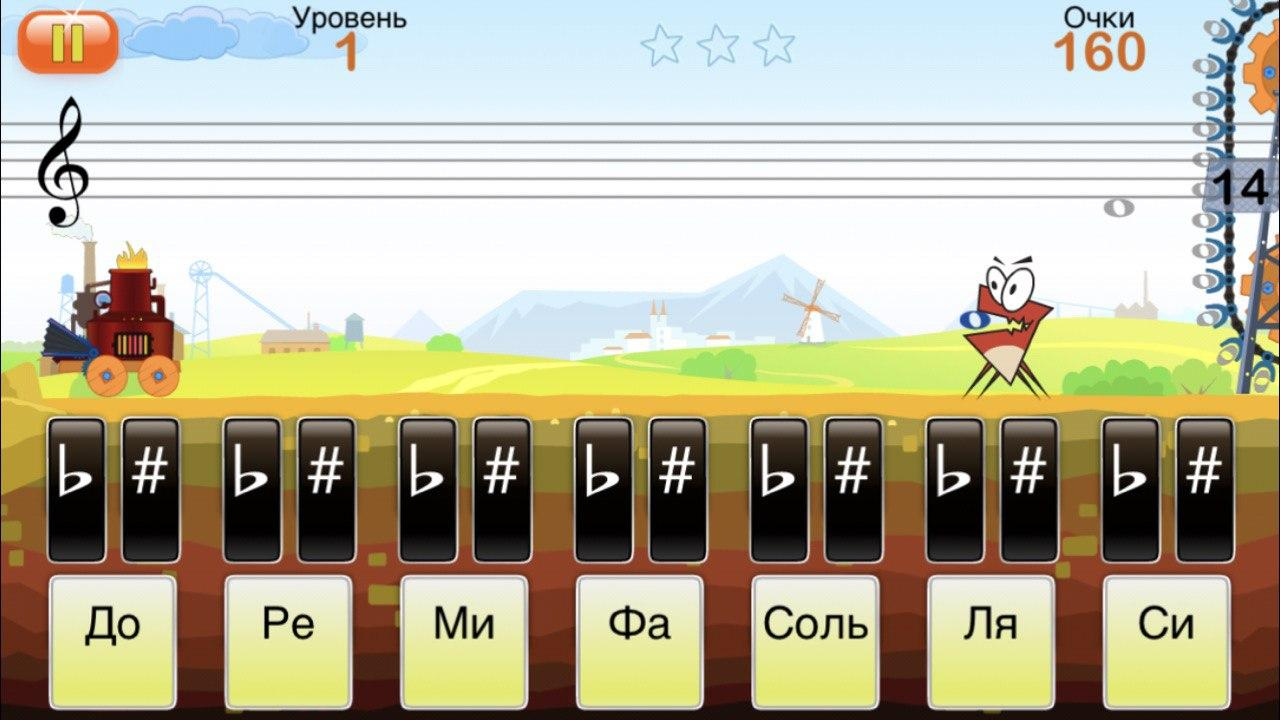 Уровень
1
Очки
160
14
♭ # ♭ # ♭ # ♭ # ♭ # ♭ # ♭ #
До Ре Ми Фа Соль Ля Си